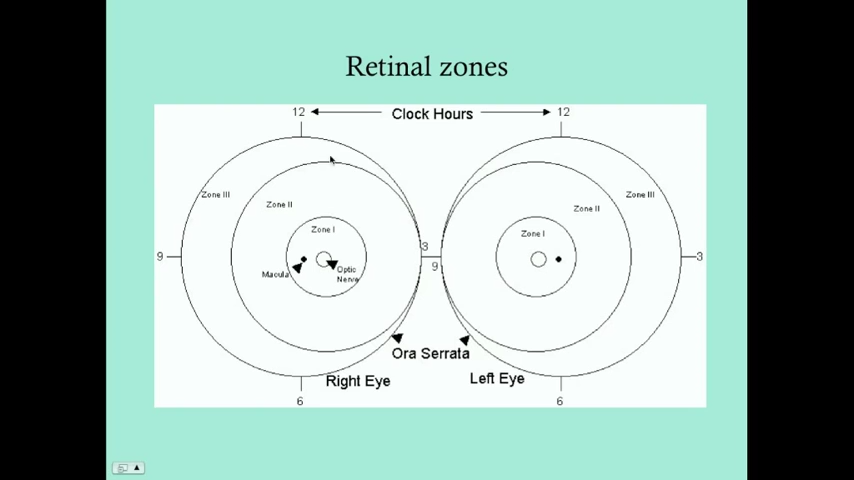 Retinal zones
12
Clock Hours
12
Zone III
Zone II
Zone I
Zone III
Zone II
Zone I
9
3
9
3
Macula
Optic
Nerve
Ora Serrata
Right Eye
Left Eye
6
6